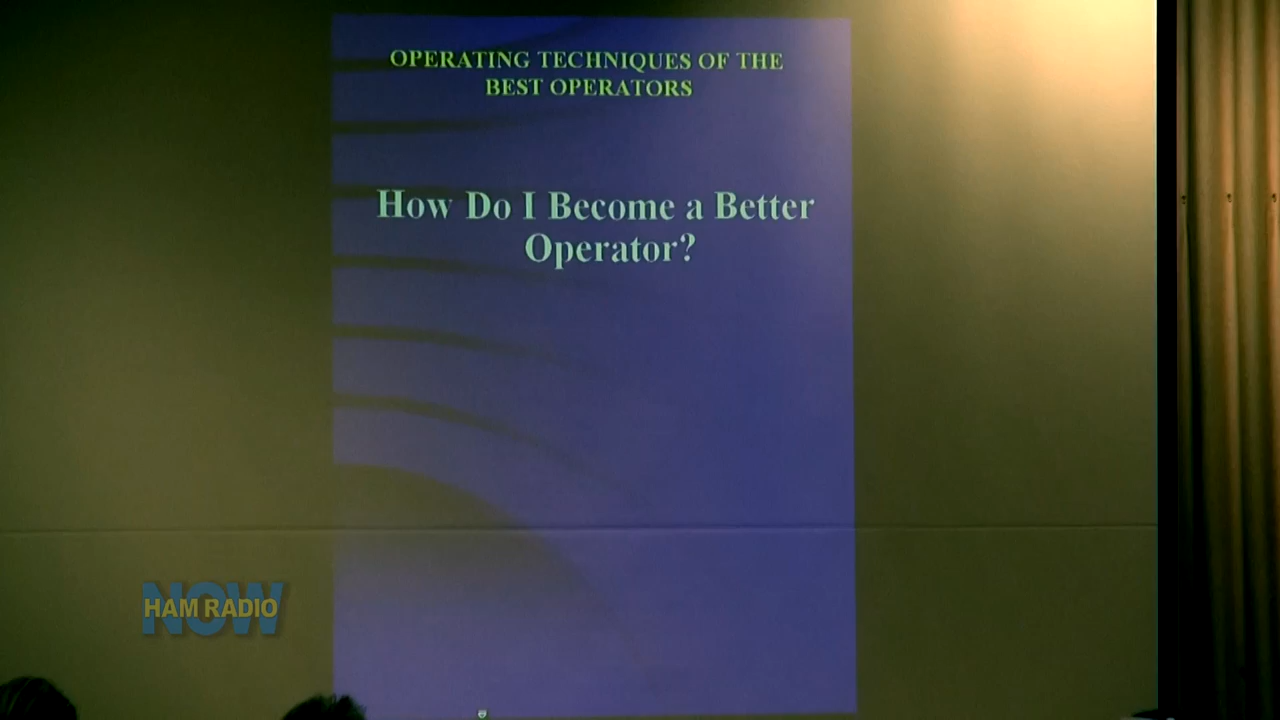 OPERATING TECHNIQUES OF THE
BEST OPERATORS
How Do I Become a Better
Operator?
NOW
HAM RADIO